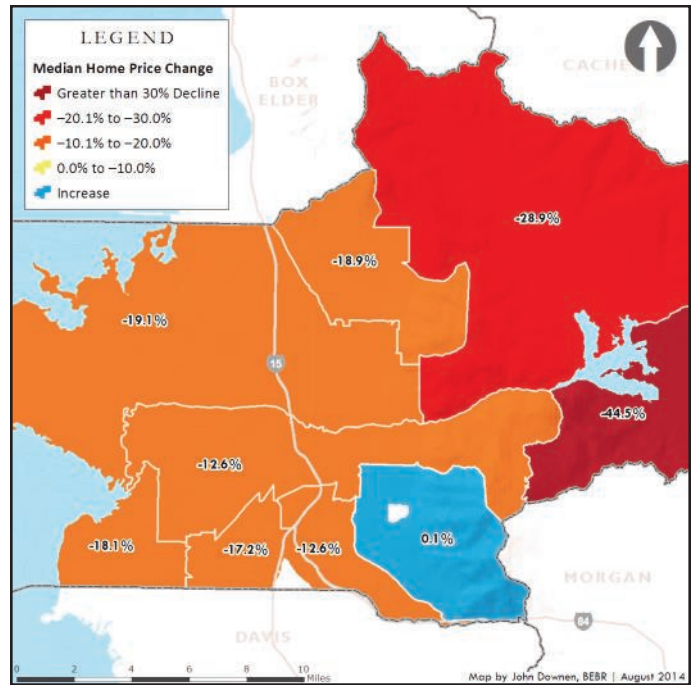 LEGEND
Median Home Price Change
Greater than 30% Decline
–20.1% to –30.0%
–10.1% to –20.0%
0.0% to –10.0%
Increase
BOX
ELDER
CACHE
-28.9%
-18.9%
-19.1%
15
-44.5%
-12.6%
-18.1%
-17.2%
-12.6%
0.1%
MORGAN
84
DAVIS
0 2 4 6 8 10
Miles
Map by John Downen, BEBR | August 2014